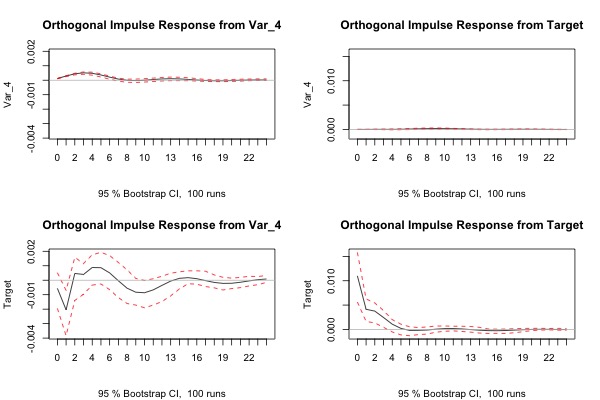 Orthogonal Impulse Response from Var_4
Var_4
0.002
-0.001
-0.004
0 2 4 6 8 10 13 16 19 22
95 % Bootstrap CI, 100 runs
Orthogonal Impulse Response from Target
Var_4
0.010
0.000
0 2 4 6 8 10 13 16 19 22
95 % Bootstrap CI, 100 runs
Orthogonal Impulse Response from Var_4
Target
0.002
-0.001
-0.004
0 2 4 6 8 10 13 16 19 22
95 % Bootstrap CI, 100 runs
Orthogonal Impulse Response from Target
Target
0.010
0.000
0 2 4 6 8 10 13 16 19 22
95 % Bootstrap CI, 100 runs